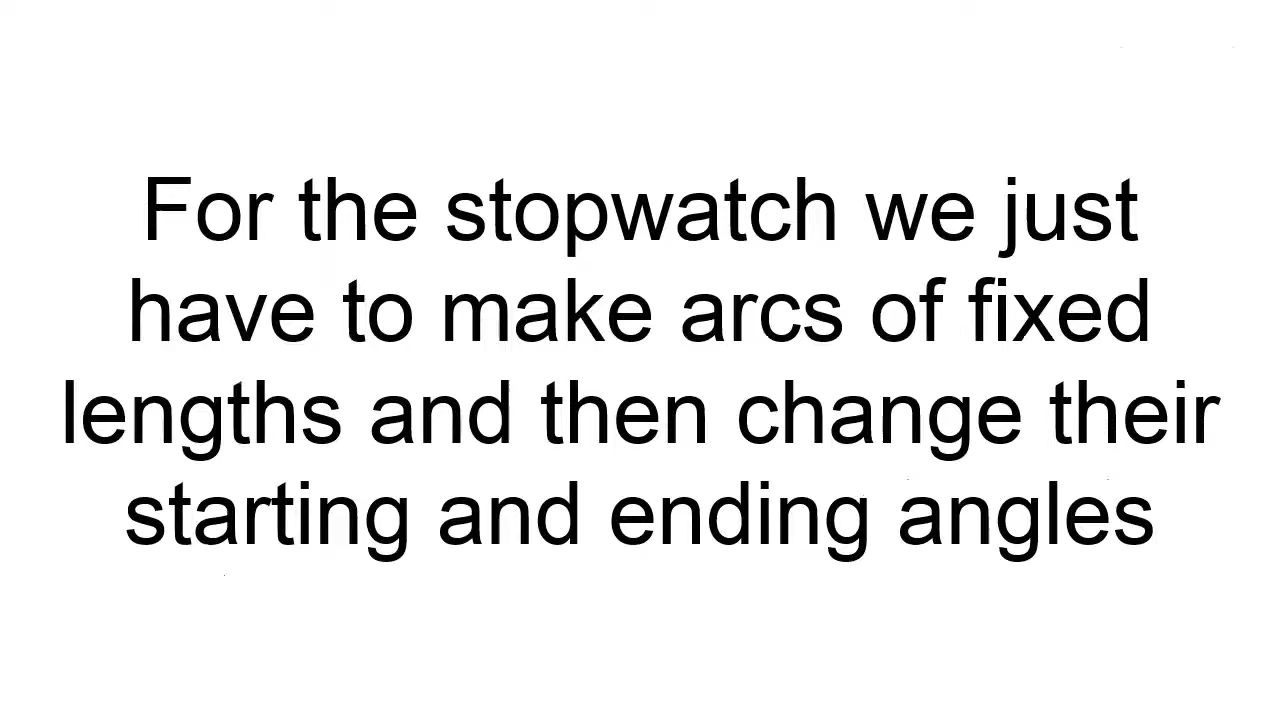 For the stopwatch we just
have to make arcs of fixed
lengths and then change their
starting and ending angles